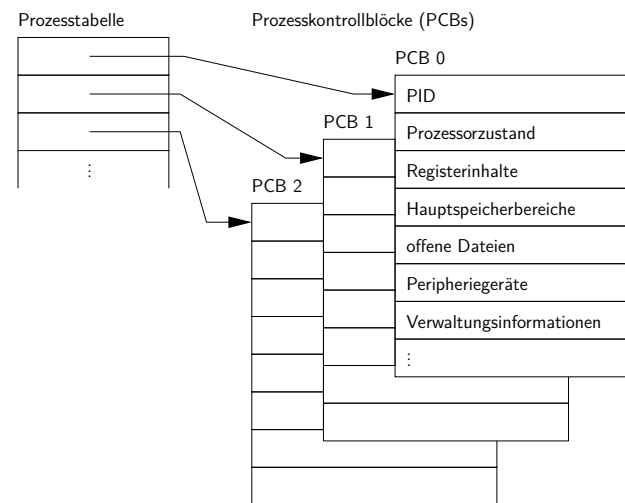 Prozesstabelle
Prozesskontrollblöcke (PCBs)
PCB 0
PID
PCB 1
Prozessorzustand
Registerinhalte
PCB 2
Hauptspeicherbereiche
offene Dateien
Peripheriegeräte
Verwaltungsinformationen